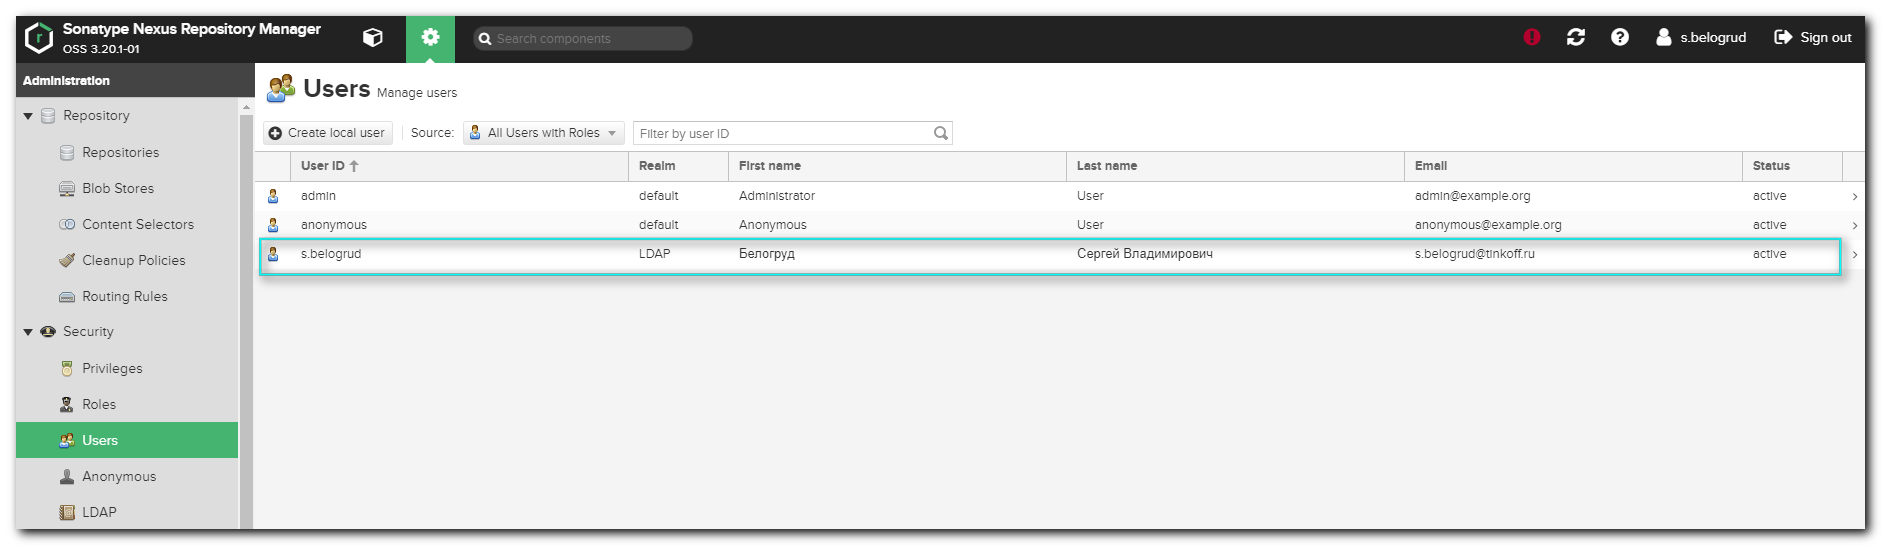 Sonatype Nexus Repository Manager
OSS 3.20.1-01
Search components
s.belogrud
Sign out
Administration
Repository
Repositories
Blob Stores
Content Selectors
Cleanup Policies
Routing Rules
Security
Privileges
Roles
Users
Anonymous
LDAP
Users Manage users
Create local user Source: All Users with Roles Filter by user ID
User ID Realm First name Last name Email Status
admin default Administrator User admin@example.org active
anonymous default Anonymous User anonymous@example.org active
s.belogrud LDAP Белогруд Сергей Владимирович s.belogrud@tinkoff.ru active